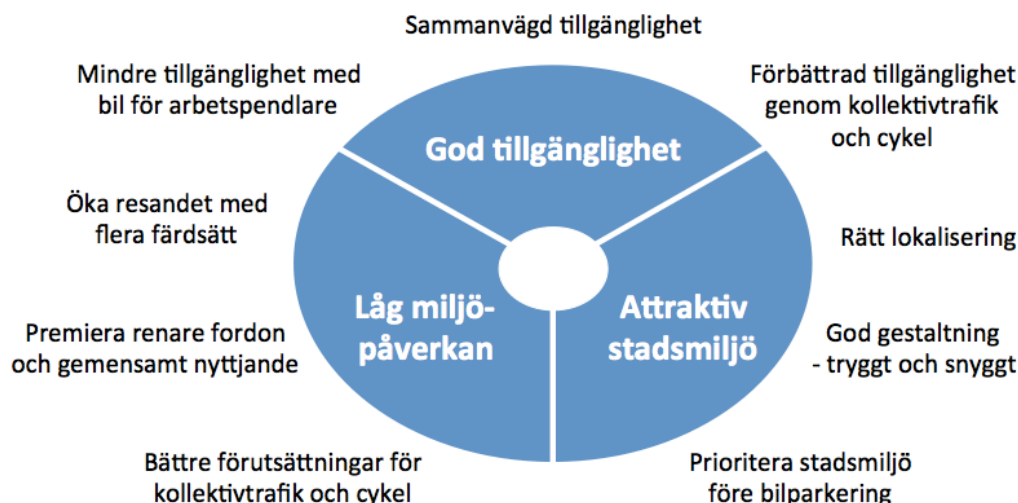 Sammanvägd tillgänglighet
Mindre tillgänglighet med
bil för arbetspendlare
Förbättrad tillgänglighet
genom kollektivtrafik
och cykel
God tillgänglighet
Öka resandet med
flera färdsätt
Rätt lokalisering
Låg miljö-
påverkan
Attraktiv
stadsmiljö
Premiera renare fordon
och gemensamt nyttjande
God gestaltning
- tryggt och snyggt
Bättre förutsättningar för
kollektivtrafik och cykel
Prioritera stadsmiljö
före bilparkering